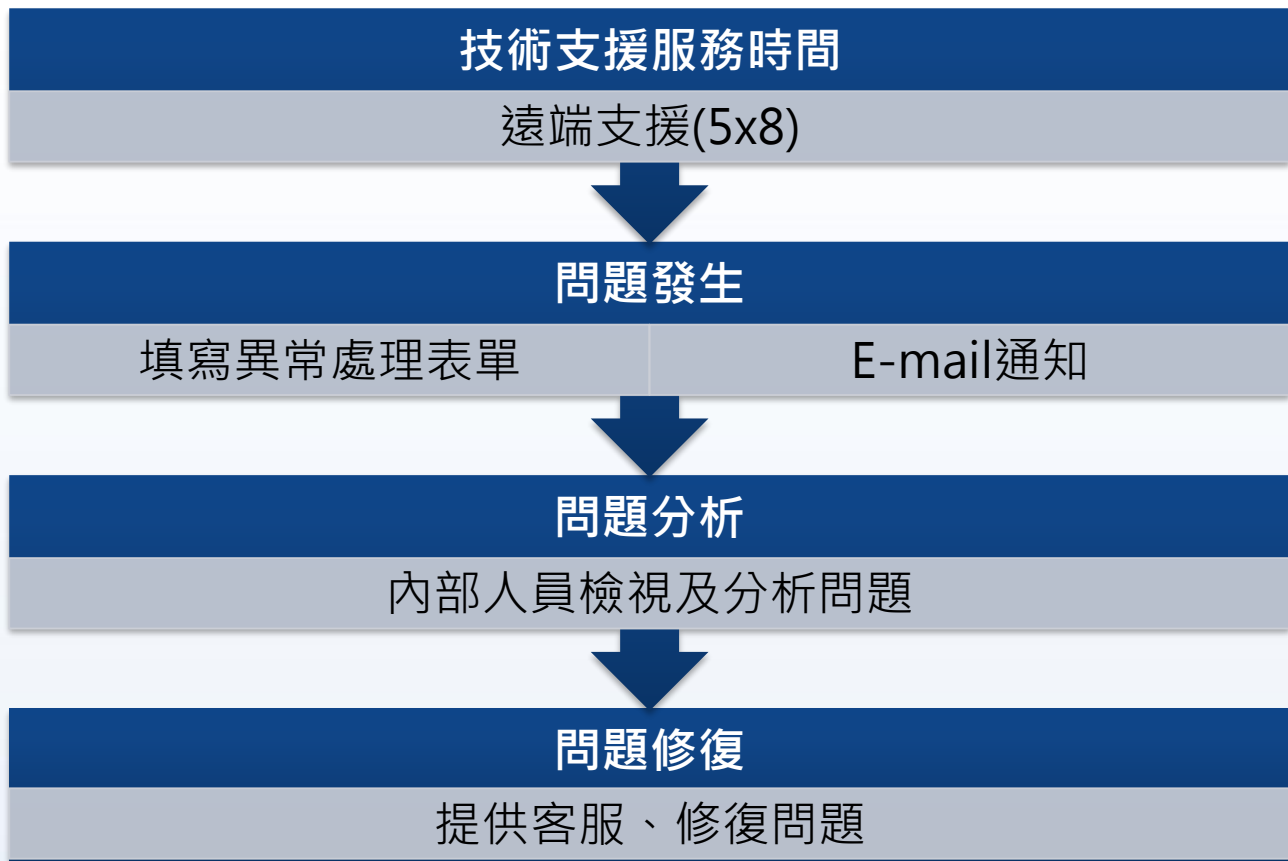 技術支援服務時間
遠端支援(5x8)
問題發生
填寫異常處理表單
E-mail通知
問題分析
內部人員檢視及分析問題
問題修復
提供客服、修復問題